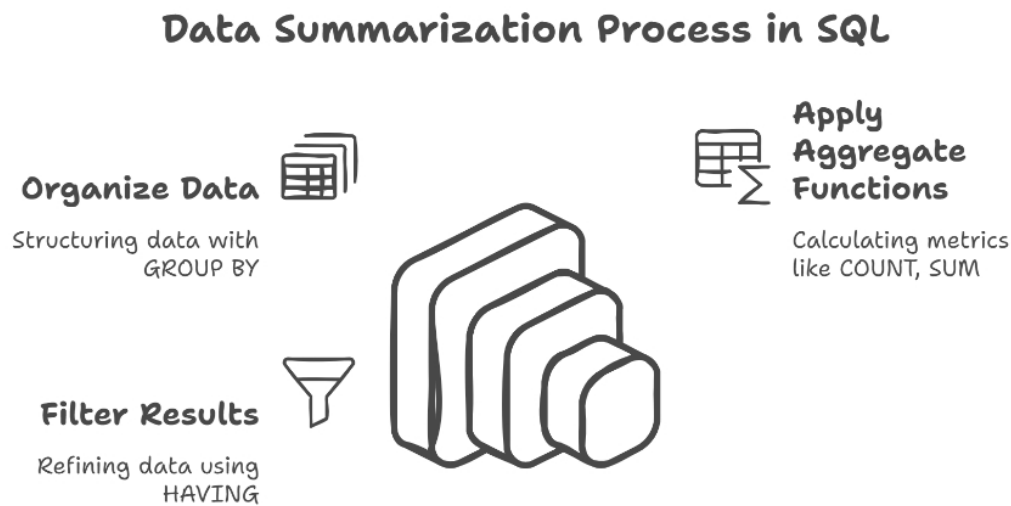 Data Summarization Process in SQL
Organize Data
Structuring data with
GROUP BY
Apply
Aggregate
Functions
Calculating metrics
like COUNT, SUM
Filter Results
Refining data using
HAVING